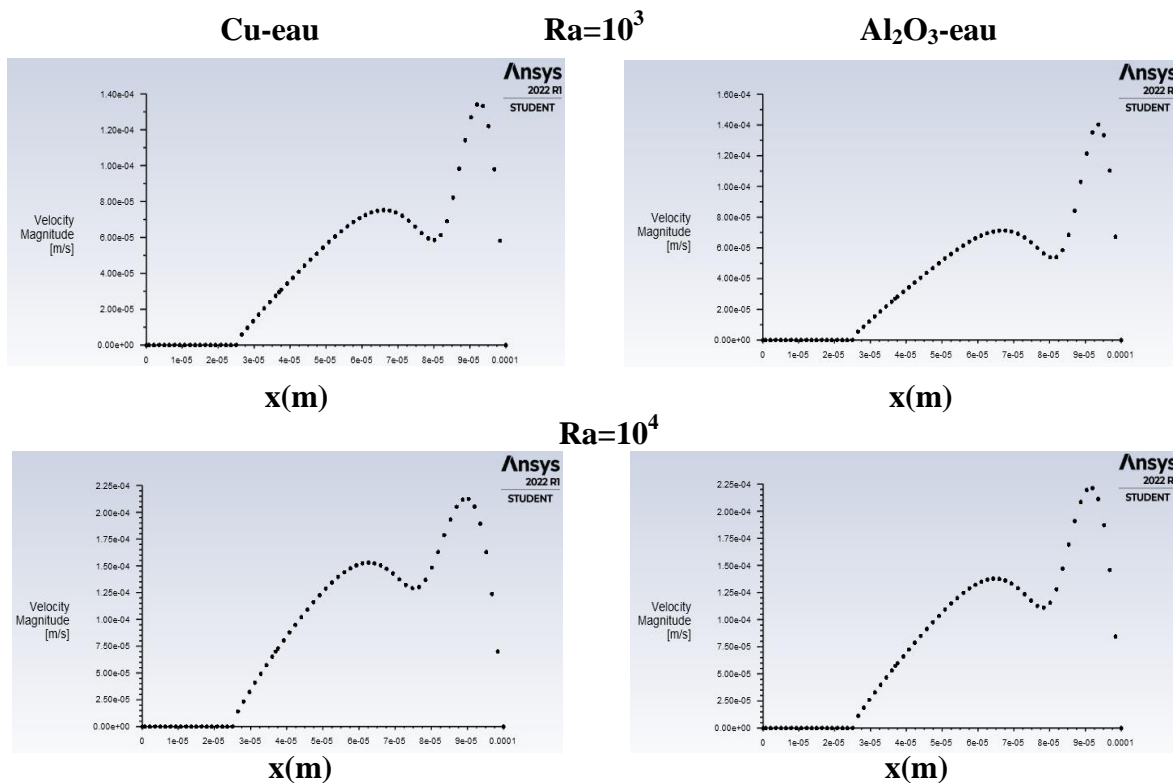 Cu-eau Ra=10³ Al₂O₃-eau
Ansys
2022 R1
STUDENT
1.40e-04
1.20e-04
1.00e-04
8.00e-05
6.00e-05
4.00e-05
2.00e-05
0.00e+00
Velocity
Magnitude
[m/s]
0 1e-05 2e-05 3e-05 4e-05 5e-05 6e-05 7e-05 8e-05 9e-05 0.0001
x(m)
Ansys
2022 R
STUDENT
1.60e-04
1.40e-04
1.20e-04
1.00e-04
8.00e-05
6.00e-05
4.00e-05
2.00e-05
0.00e+00
Velocity
Magnitude
[m/s]
0 1e-05 2e-05 3e-05 4e-05 5e-05 6e-05 7e-05 8e-05 9e-05 0.0001
x(m)
Ra=10⁴
Ansys
2022 R1
STUDENT
2.25e-04
2.00e-04
1.75e-04
1.50e-04
1.25e-04
1.00e-04
7.50e-05
5.00e-05
2.50e-05
0.00e+00
Velocity
Magnitude
[m/s]
0 1e-05 2e-05 3e-05 4e-05 5e-05 6e-05 7e-05 8e-05 9e-05 0.0001
x(m)
Ansys
2022 R
STUDENT
2.25e-04
2.00e-04
1.75e-04
1.50e-04
1.25e-04
1.00e-04
7.50e-05
5.00e-05
2.50e-05
0.00e+00
Velocity
Magnitude
[m/s]
0 1e-05 2e-05 3e-05 4e-05 5e-05 6e-05 7e-05 8e-05 9e-05 0.0001
x(m)